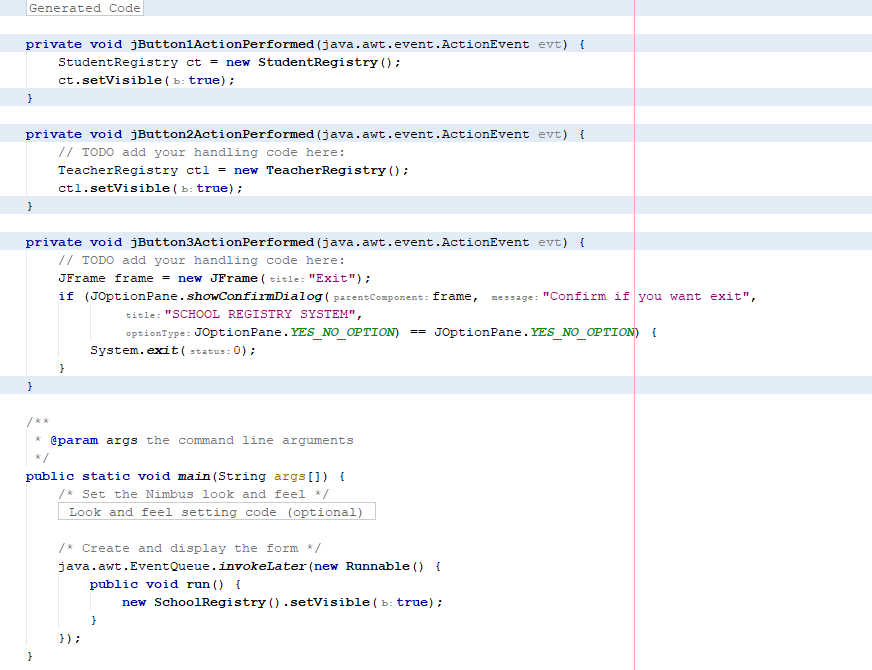 Generated Code
private void jButton1ActionPerformed(java.awt.event.ActionEvent evt) {
StudentRegistry ct = new StudentRegistry();
ct.setVisible( b: true);
}
private void jButton2ActionPerformed(java.awt.event.ActionEvent evt) {
// TODO add your handling code here:
TeacherRegistry ctl = new TeacherRegistry();
ctl.setVisible( b: true);
}
private void jButton3ActionPerformed(java.awt.event.ActionEvent evt) {
// TODO add your handling code here:
JFrame frame = new JFrame( title: "Exit");
if (JOptionPane.showConfirmDialog( parentComponent: frame, message: "Confirm if you want exit",
title: "SCHOOL REGISTRY SYSTEM",
optionType: JOptionPane.YES_NO_OPTION) == JOptionPane.YES_NO_OPTION) {
System.exit( status: 0);
}
}
/**
* @param args the command line arguments
*/
public static void main(String args[]) {
/* Set the Nimbus look and feel */
Look and feel setting code (optional)
/* Create and display the form */
java.awt.EventQueue.invokeLater(new Runnable() {
public void run() {
new SchoolRegistry().setVisible( b: true);
}
});
}